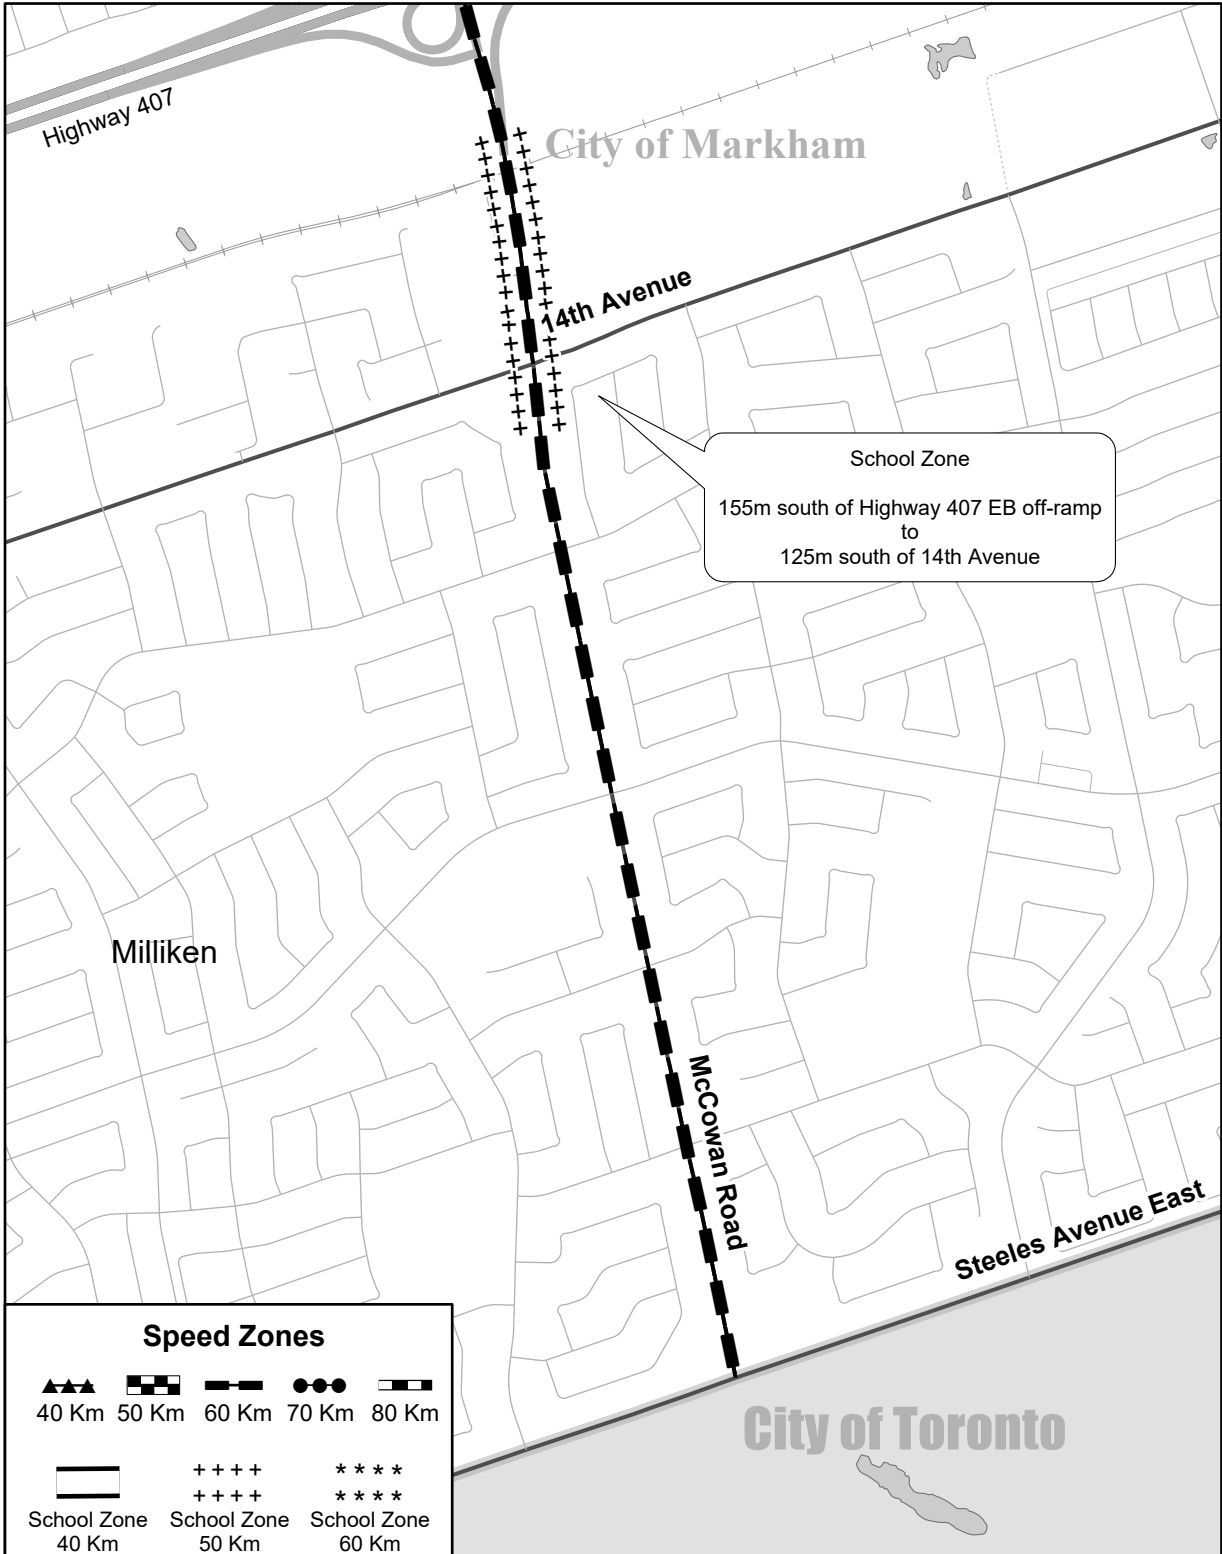 Highway 407
City of Markham
14th Avenue
School Zone
155m south of Highway 407 EB off-ramp
to
125m south of 14th Avenue
Milliken
McCowan Road
Steeles Avenue East
City of Toronto
Speed Zones
40 Km 50 Km 60 Km 70 Km 80 Km
School Zone School Zone School Zone
40 Km 50 Km 60 Km